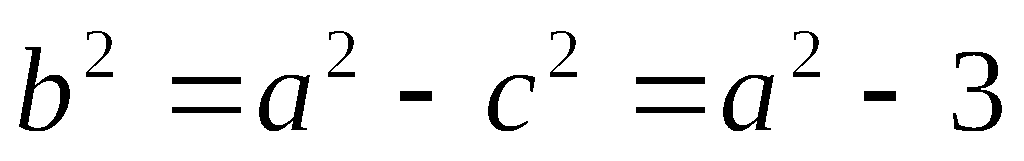 b² = a² - c² = a² - 3